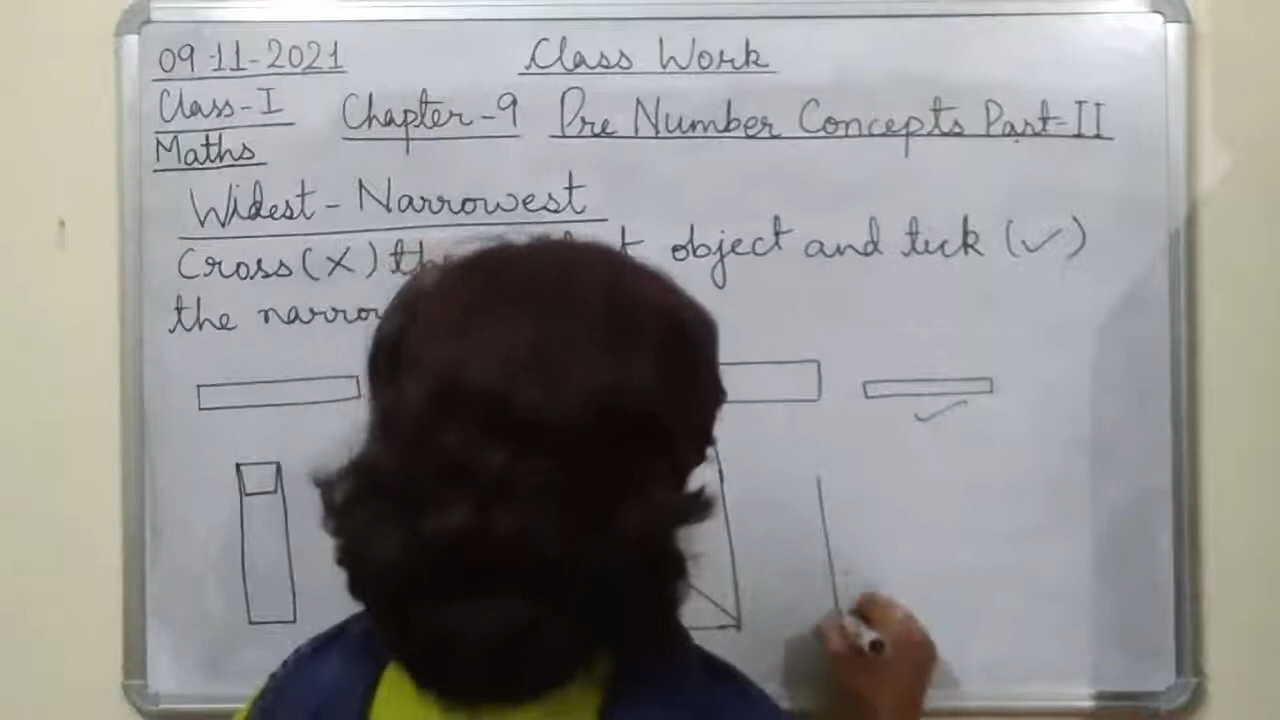 09-11-2021 Class Work
Class-I Chapter-9 Pre Number Concepts Part-II
Maths
Widest - Narrowest
Cross (X) object and tick (✓)
the